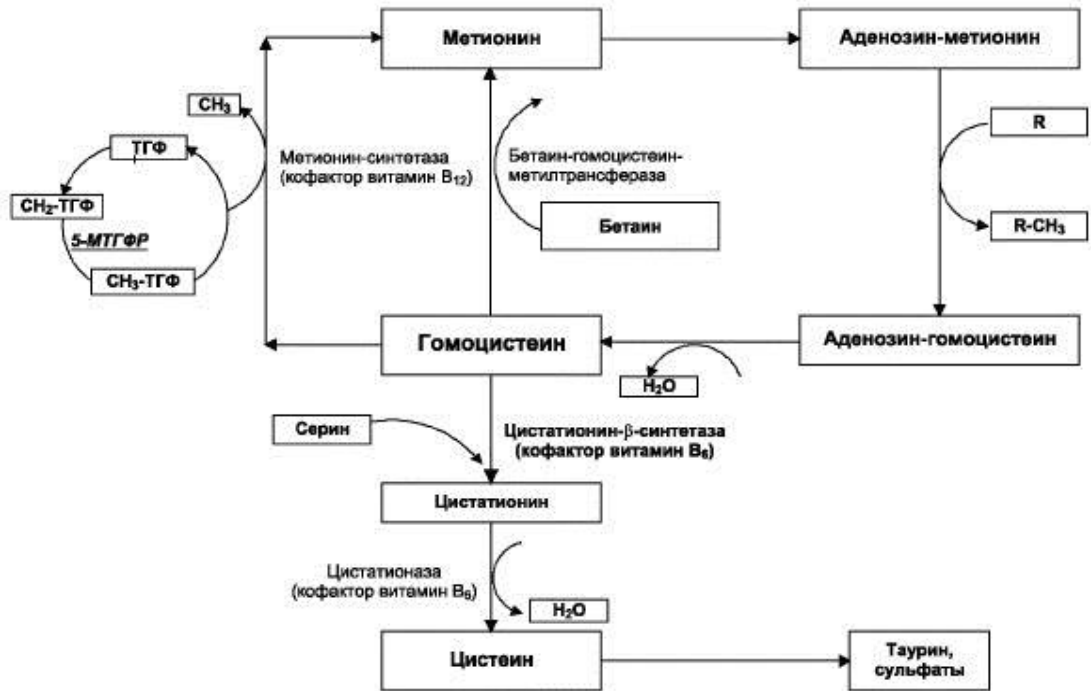 Метионин
Аденозин-метионин
CH₃
R
ТГФ
Метионин-синтетаза
(кофактор витамин B₁₂)
Бетаин-гомоцистеин-
метилтрансфераза
CH₂-ТГФ
Бетаин
R-CH₃
5-МТГФР
CH₃-ТГФ
Гомоцистеин
Аденозин-гомоцистеин
H₂O
Серин
Цистатионин-β-синтетаза
(кофактор витамин B₆)
Цистатионин
Цистатионаза
(кофактор витамин B₆)
H₂O
Цистеин
Таурин,
сульфаты